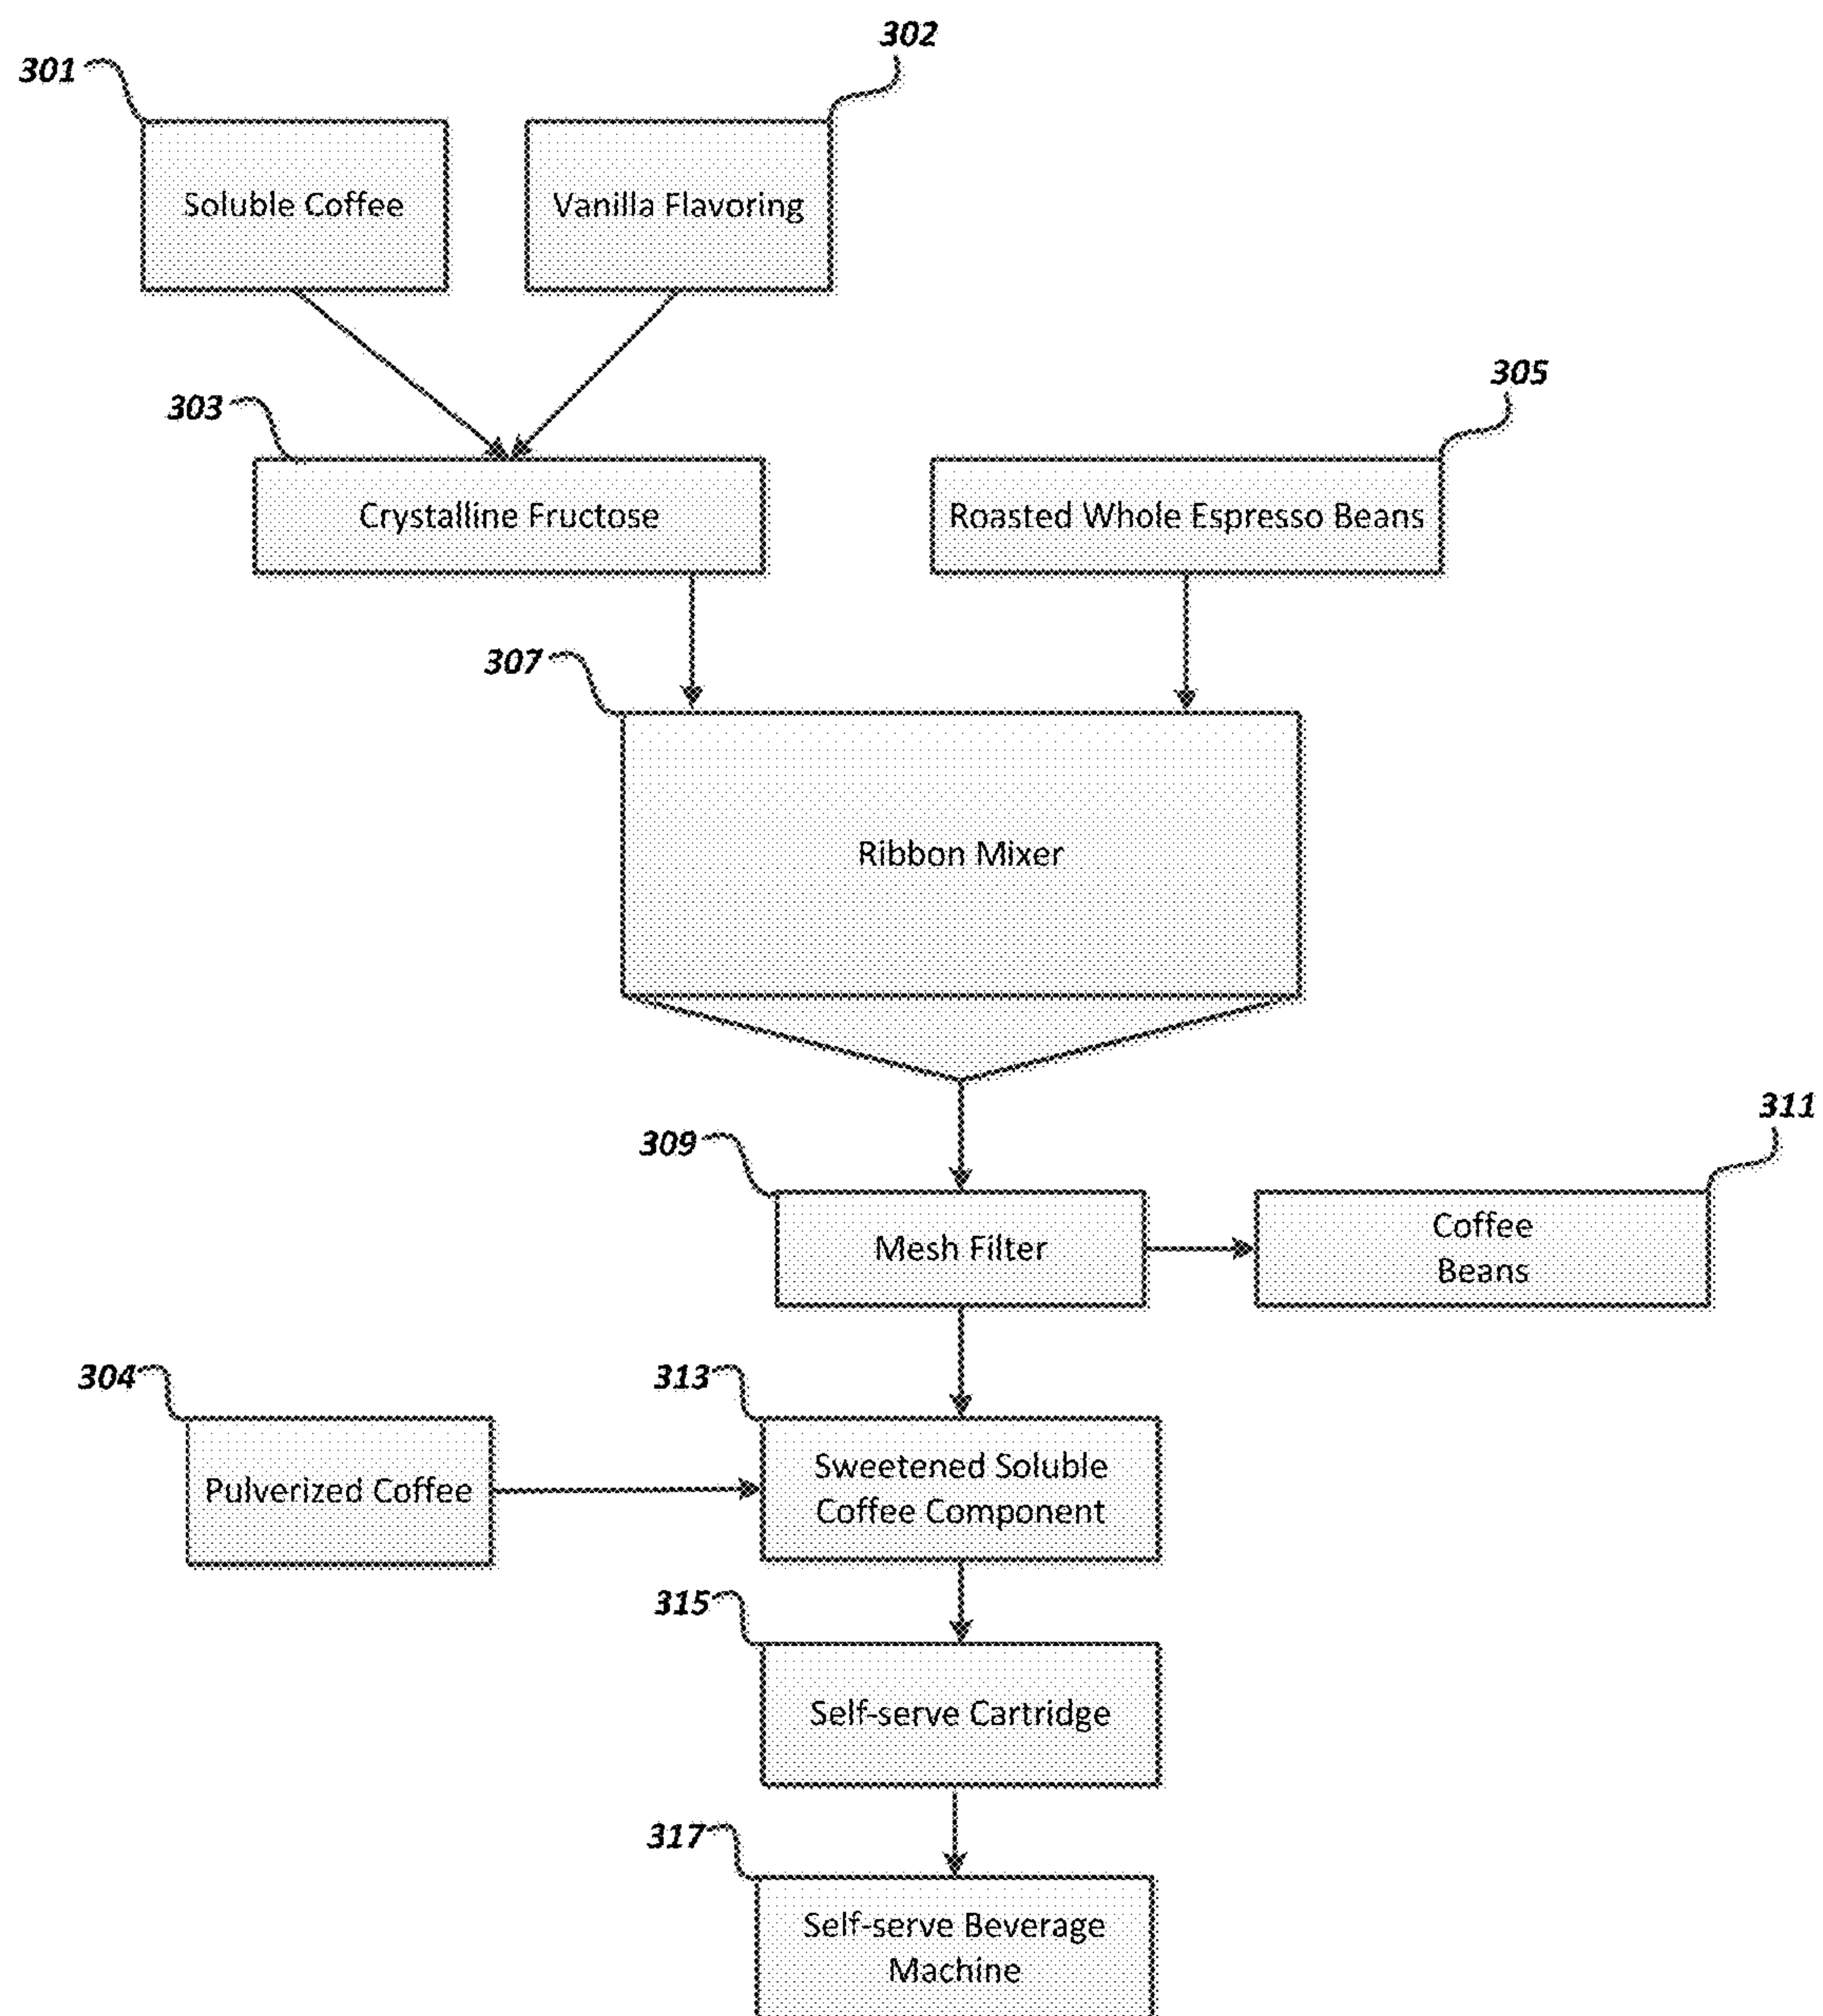 302
301
Soluble Coffee
Vanilla Flavoring
305
303
Crystalline Fructose
Roasted Whole Espresso Beans
307
Ribbon Mixer
311
309
Mesh Filter
Coffee
Beans
304
313
Pulverized Coffee
Sweetened Soluble
Coffee Component
315
Self-serve Cartridge
317
Self-serve Beverage
Machine